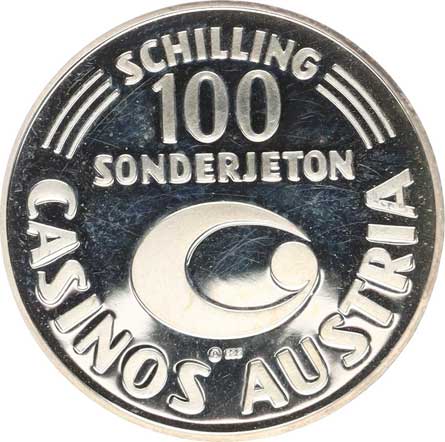 SCHILLING
100
SONDERJETON
CASINOS AUSTRIA